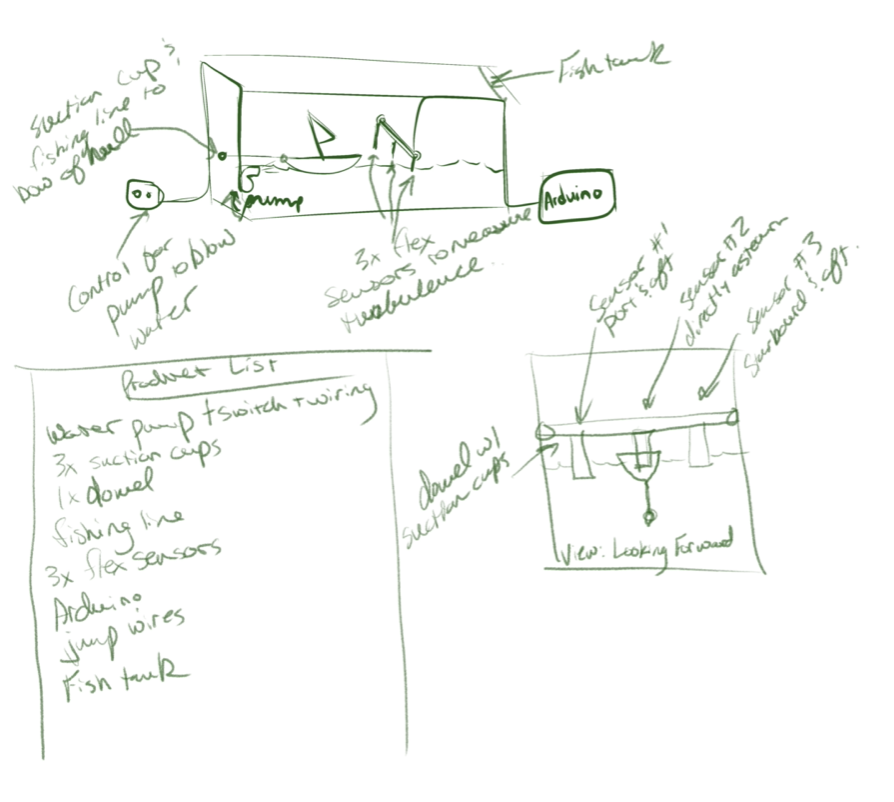 suction cup &
fishing line to
bow of hull
Fish tank
pump
Arduino
Control for
pump to blow
water
3x flex
sensors to measure
turbulence...
sensor #1
port & aft
sensor #2
directly astern
sensor #3
starboard & aft.
Product List
Water pump + switch + wiring
3x suction cups
1x dowel
fishing line
3x flex sensors
Arduino
jump wires
Fish tank
dowel w/
suction cups
View: Looking Forward